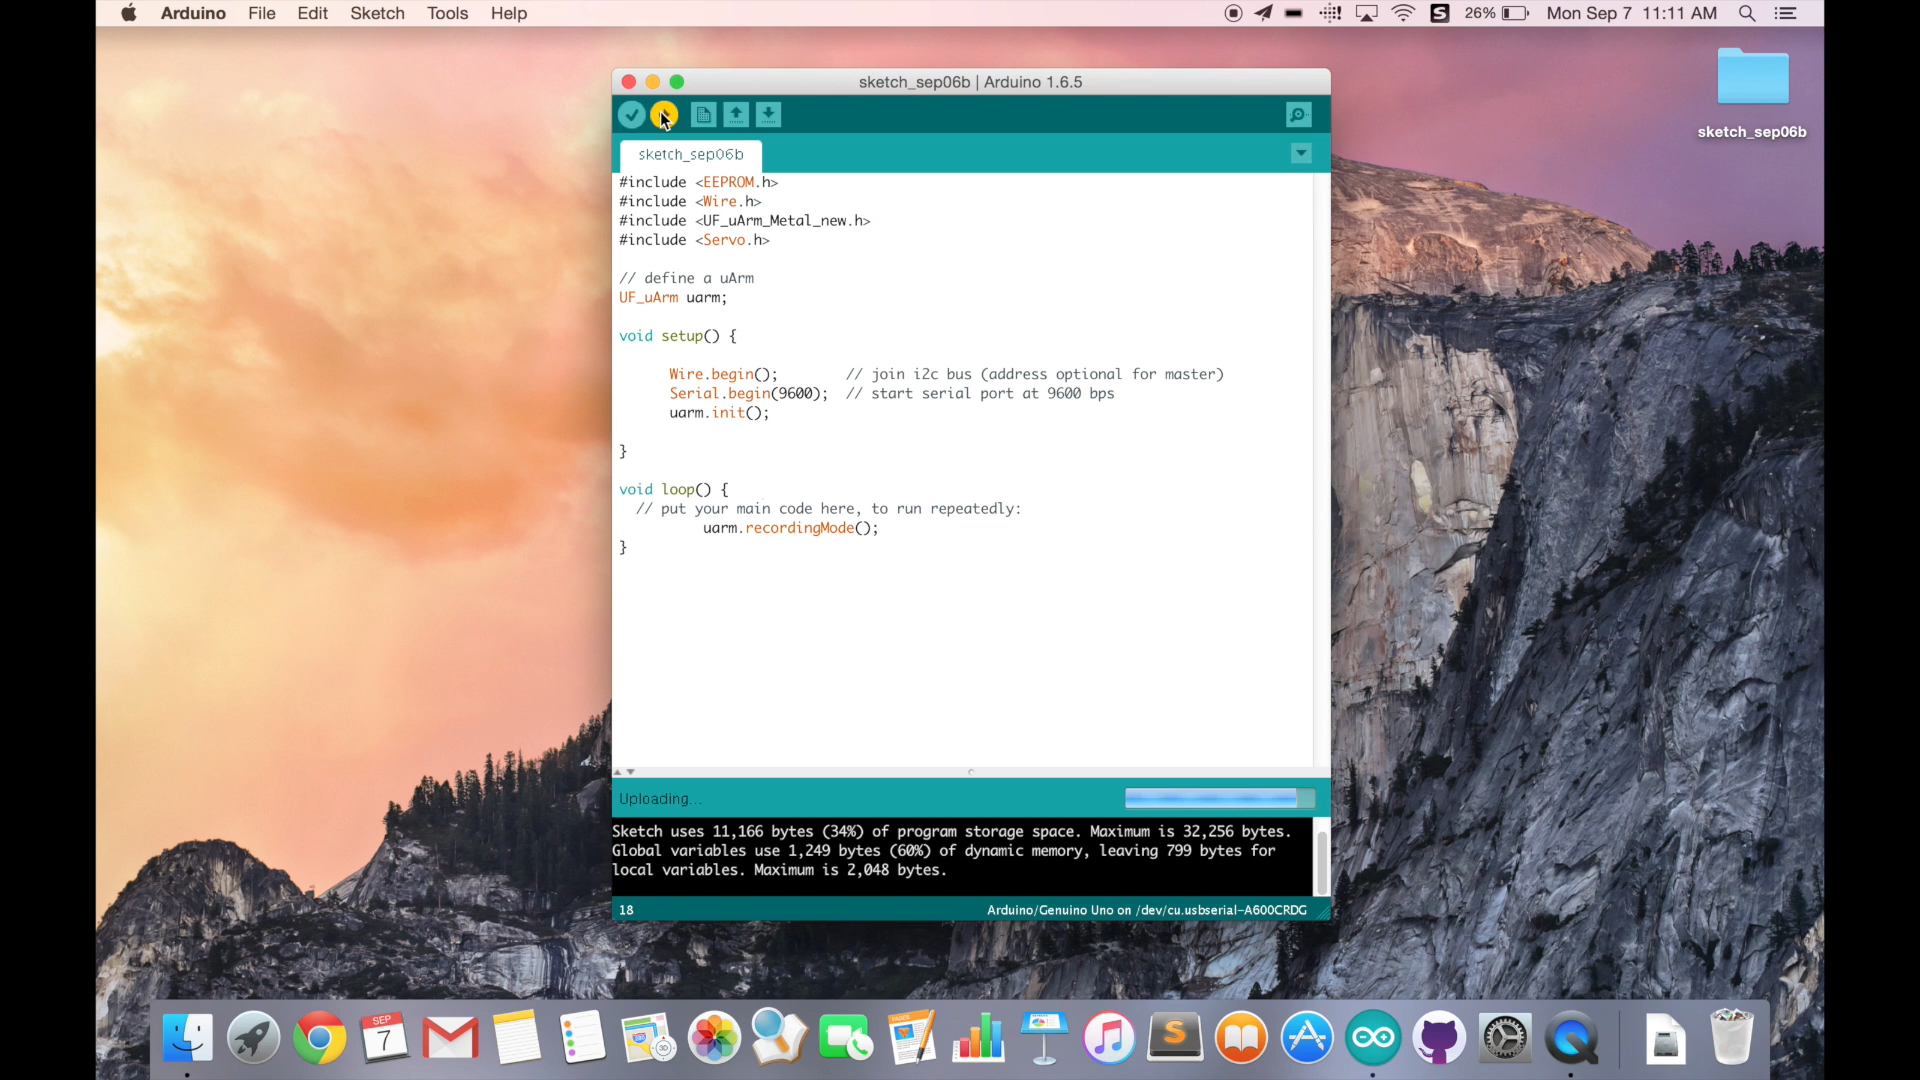 Arduino File Edit Sketch Tools Help
26% Mon Sep 7 11:11 AM
sketch_sep06b
sketch_sep06b | Arduino 1.6.5
sketch_sep06b
#include <EEPROM.h>
#include <Wire.h>
#include <UF_uArm_Metal_new.h>
#include <Servo.h>
// define a uArm
UF_uArm uarm;
void setup() {
Wire.begin(); // join i2c bus (address optional for master)
Serial.begin(9600); // start serial port at 9600 bps
uarm.init();
}
void loop() {
// put your main code here, to run repeatedly:
uarm.recordingMode();
}
Uploading...
Sketch uses 11,166 bytes (34%) of program storage space. Maximum is 32,256 bytes.
Global variables use 1,249 bytes (60%) of dynamic memory, leaving 799 bytes for
local variables. Maximum is 2,048 bytes.
18 Arduino/Genuino Uno on /dev/cu.usbserial-A600CRDG
SEP
7
PAGES
3D
S